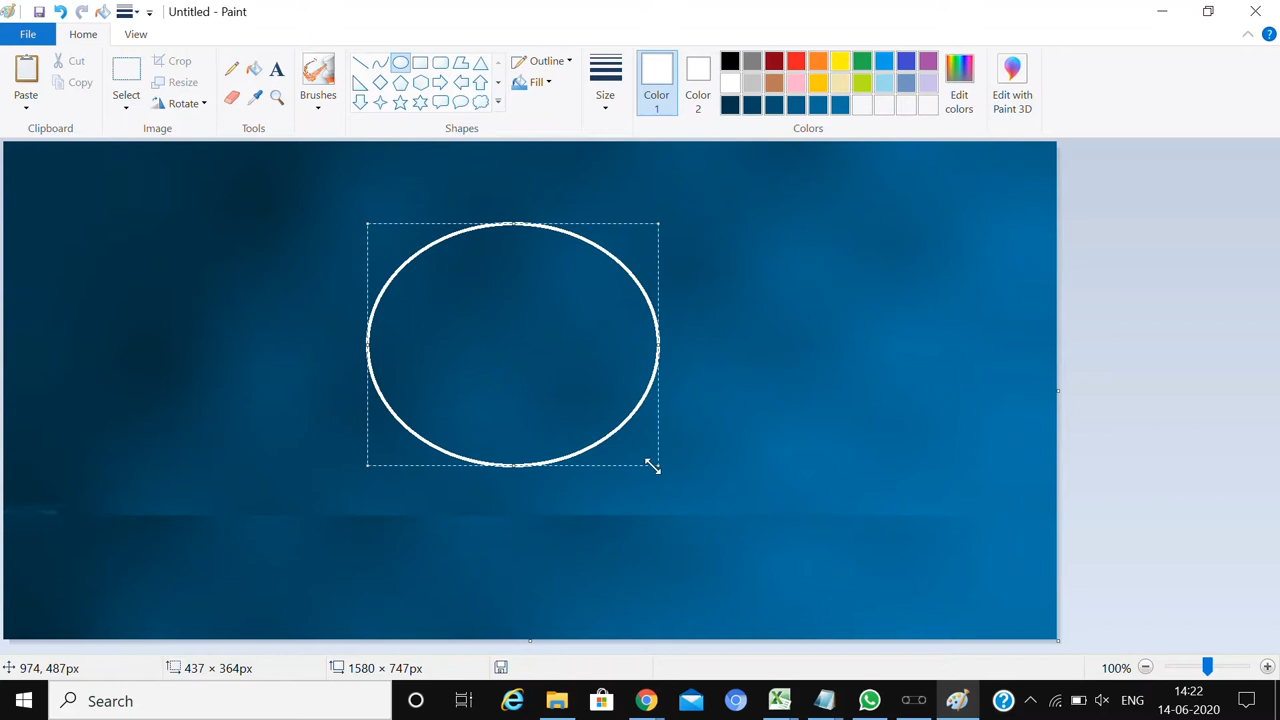 Untitled - Paint
File Home View
Paste
Cut
Copy
Clipboard
Select
Crop
Resize
Rotate
Image
A
Tools
Brushes
Outline
Fill
Shapes
Size
Color 1
Color 2
Edit colors
Colors
Edit with Paint 3D
?
974, 487px
437 × 364px
1580 × 747px
100%
Search
ENG
14:22
14-06-2020